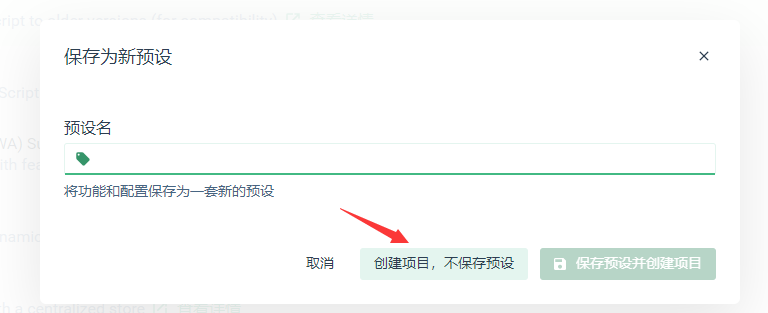 保存为新预设
预设名
将功能和配置保存为一套新的预设
取消
创建项目，不保存预设
保存预设并创建项目